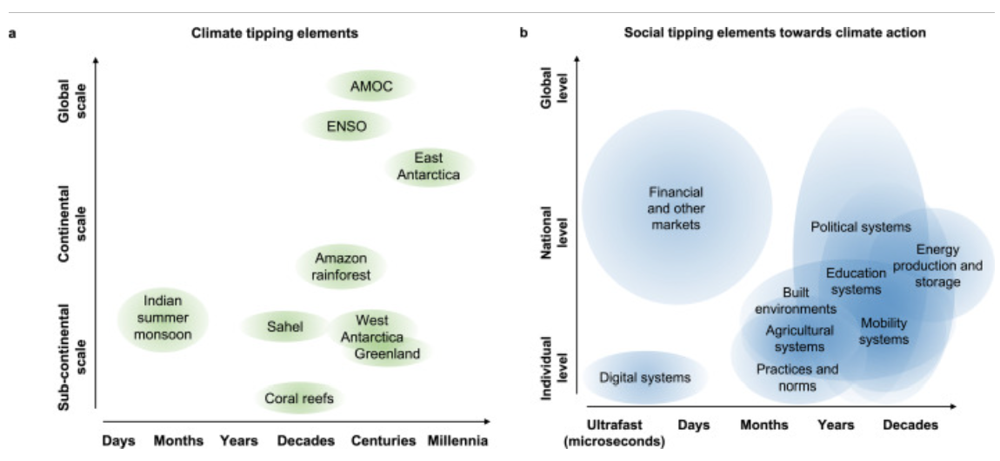 a
Climate tipping elements
Global
scale
Continental
scale
Sub-continental
scale
AMOC
ENSO
East
Antarctica
Amazon
rainforest
Indian
summer
monsoon
Sahel
West
Antarctica
Greenland
Coral reefs
Days
Months
Years
Decades
Centuries
Millennia
b
Social tipping elements towards climate action
Global
level
National
level
Individual
level
Financial
and other
markets
Political systems
Energy
production and
storage
Education
systems
Built
environments
Mobility
systems
Agricultural
systems
Practices and
norms
Digital systems
Ultrafast
(microseconds)
Days
Months
Years
Decades